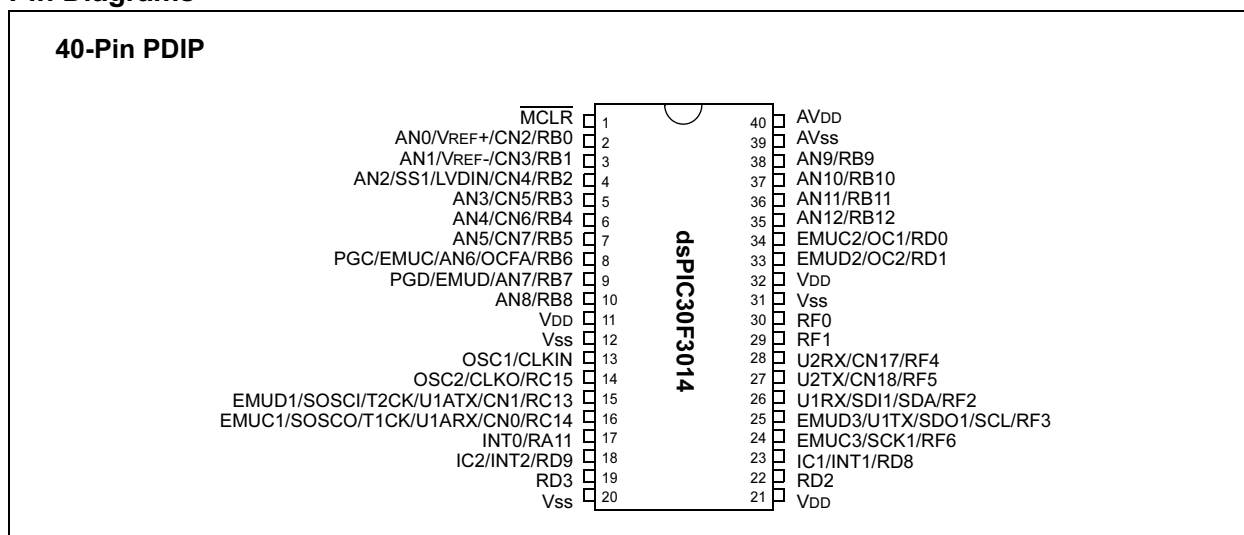 40-Pin PDIP
MCLR 1 40 AVDD
AN0/VREF+/CN2/RB0 2 39 AVss
AN1/VREF-/CN3/RB1 3 38 AN9/RB9
AN2/SS1/LVDIN/CN4/RB2 4 37 AN10/RB10
AN3/CN5/RB3 5 36 AN11/RB11
AN4/CN6/RB4 6 35 AN12/RB12
AN5/CN7/RB5 7 34 EMUC2/OC1/RD0
PGC/EMUC/AN6/OCFA/RB6 8 33 EMUD2/OC2/RD1
PGD/EMUD/AN7/RB7 9 32 VDD
AN8/RB8 10 31 Vss
VDD 11 30 RF0
Vss 12 29 RF1
OSC1/CLKIN 13 28 U2RX/CN17/RF4
OSC2/CLKO/RC15 14 27 U2TX/CN18/RF5
EMUD1/SOSCI/T2CK/U1ATX/CN1/RC13 15 26 U1RX/SDI1/SDA/RF2
EMUC1/SOSCO/T1CK/U1ARX/CN0/RC14 16 25 EMUD3/U1TX/SDO1/SCL/RF3
INT0/RA11 17 24 EMUC3/SCK1/RF6
IC2/INT2/RD9 18 23 IC1/INT1/RD8
RD3 19 22 RD2
Vss 20 21 VDD
dsPIC30F3014